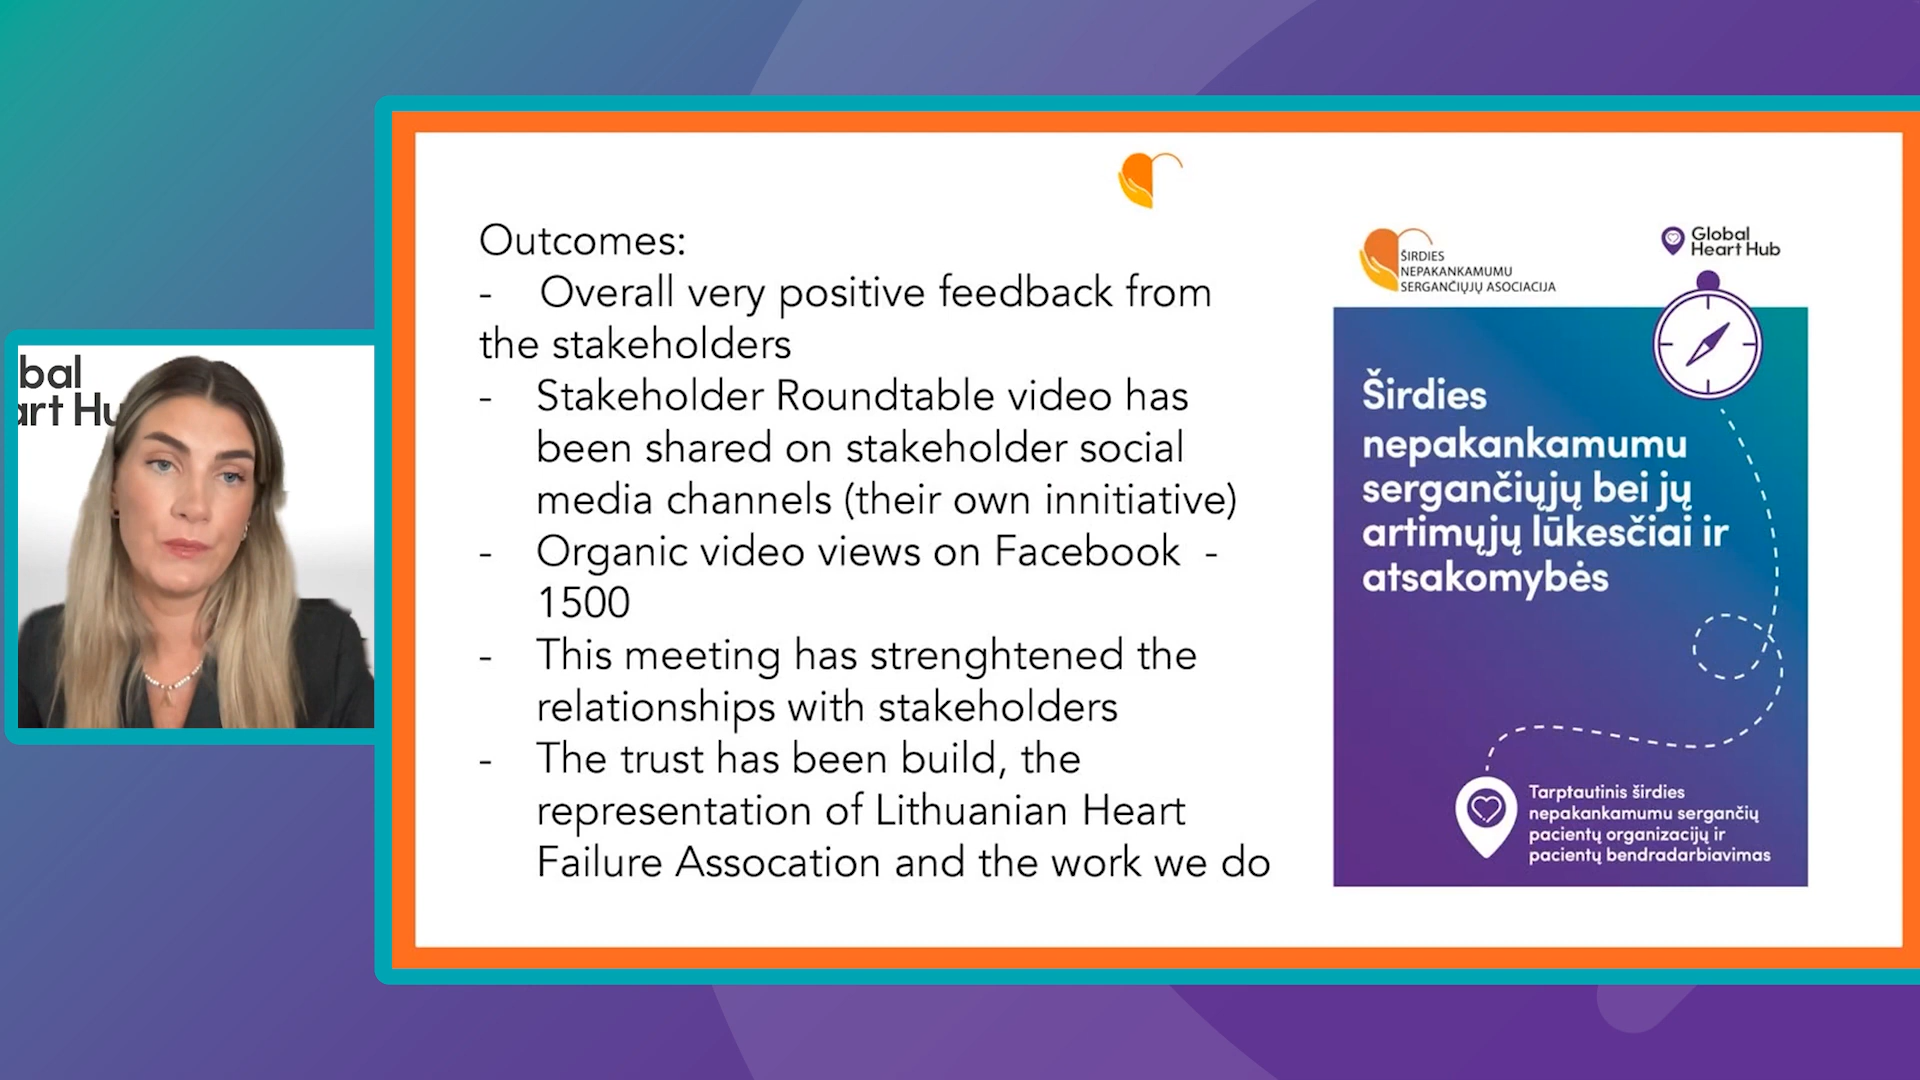 bal
art Hu
Outcomes:
- Overall very positive feedback from
the stakeholders
- Stakeholder Roundtable video has
been shared on stakeholder social
media channels (their own innitiative)
- Organic video views on Facebook -
1500
- This meeting has strenghtened the
relationships with stakeholders
- The trust has been build, the
representation of Lithuanian Heart
Failure Assocation and the work we do
ŠIRDIES
NEPAKANKAMUMU
SERGANČIŲJŲ ASOCIACIJA
Global
Heart Hub
Širdies
nepakankamumu
sergančiųjų bei jų
artimųjų lūkesčiai ir
atsakomybės
Tarptautinis širdies
nepakankamumu sergančių
pacientų organizacijų ir
pacientų bendradarbiavimas